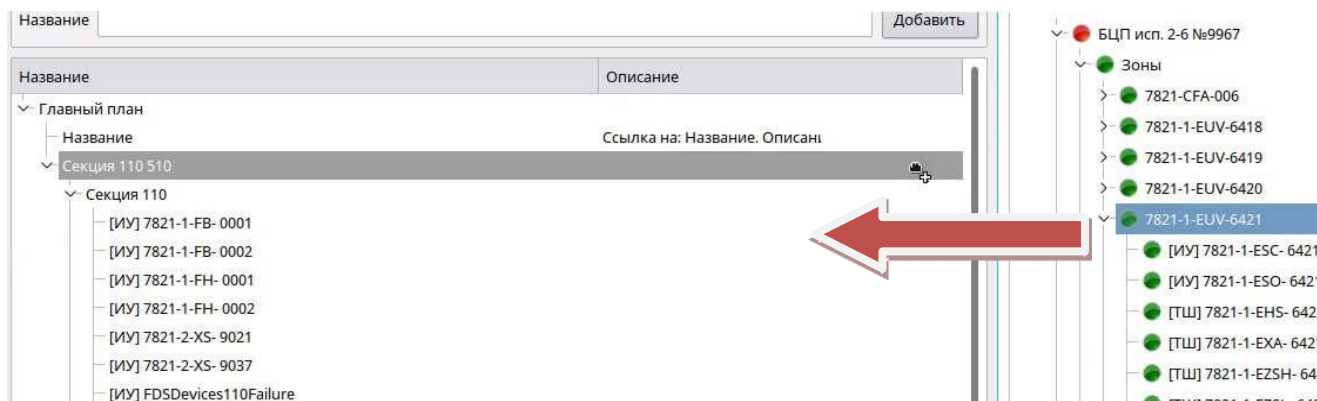 Название
Добавить
Название Описание
Главный план
Название Ссылка на: Название. Описани
Секция 110 510
Секция 110
[ИУ] 7821-1-FB- 0001
[ИУ] 7821-1-FB- 0002
[ИУ] 7821-1-FH- 0001
[ИУ] 7821-1-FH- 0002
[ИУ] 7821-2-XS- 9021
[ИУ] 7821-2-XS- 9037
[ИУ] FDSDevices110Failure
БЦП исп. 2-6 №9967
Зоны
7821-CFA-006
7821-1-EUV-6418
7821-1-EUV-6419
7821-1-EUV-6420
7821-1-EUV-6421
[ИУ] 7821-1-ESC- 6421
[ИУ] 7821-1-ESO- 642
[ТШ] 7821-1-EHS- 642
[ТШ] 7821-1-EXA- 642
[ТШ] 7821-1-EZSH- 64